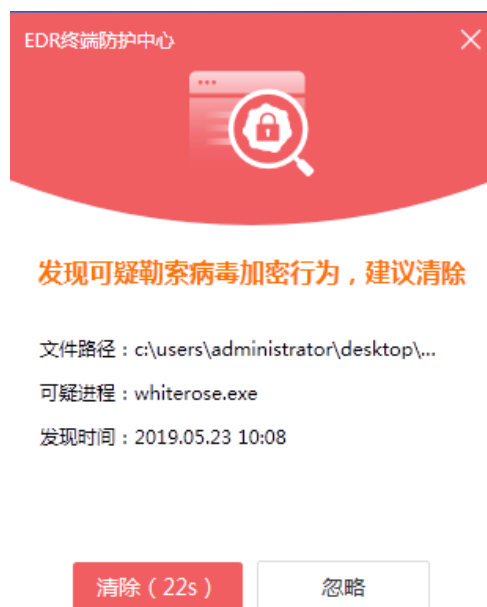 EDR终端防护中心
发现可疑勒索病毒加密行为，建议清除
文件路径：c:\users\administrator\desktop\...
可疑进程：whiterose.exe
发现时间：2019.05.23 10:08
清除（22s）
忽略